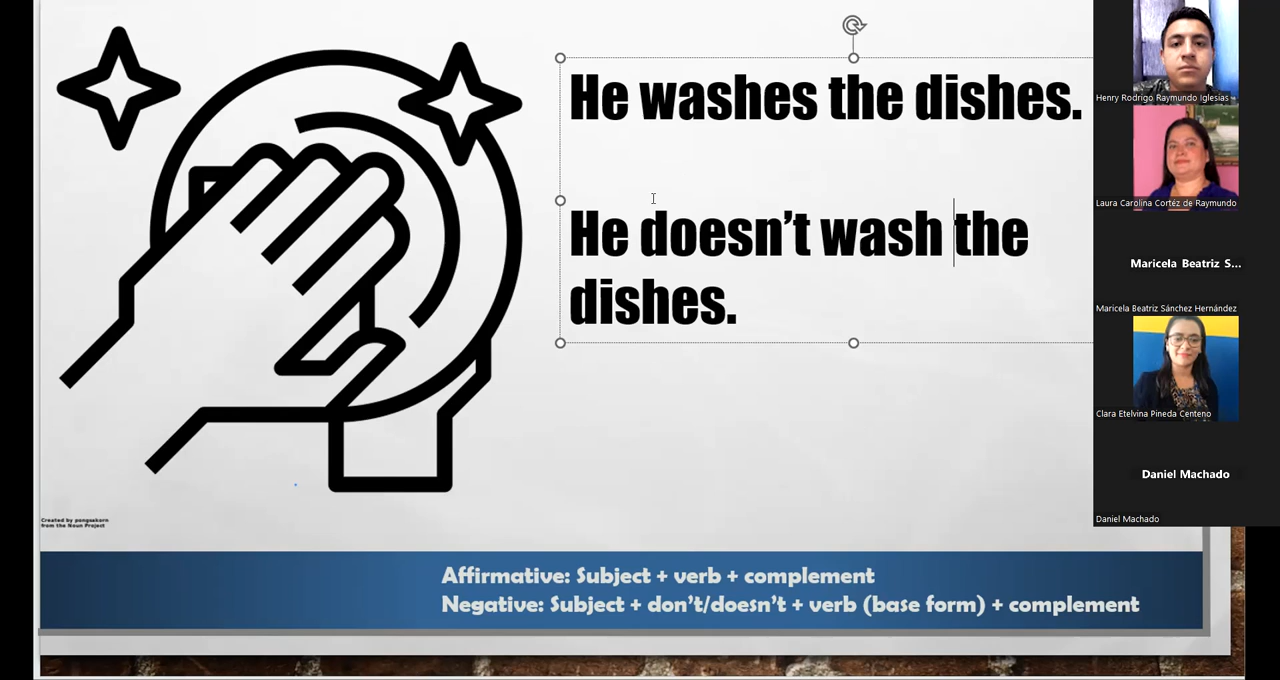 He washes the dishes.
He doesn’t wash the
dishes.
Created by pongsakorn
from the Noun Project
Affirmative: Subject + verb + complement
Negative: Subject + don’t/doesn’t + verb (base form) + complement
Henry Rodrigo Raymundo Iglesias
Laura Carolina Cortéz de Raymundo
Maricela Beatriz S...
Maricela Beatriz Sánchez Hernández
Clara Etelvina Pineda Centeno
Daniel Machado
Daniel Machado